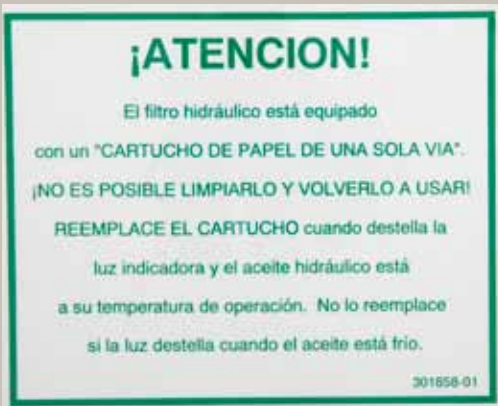 ¡ATENCION!
El filtro hidráulico está equipado
con un "CARTUCHO DE PAPEL DE UNA SOLA VIA".
¡NO ES POSIBLE LIMPIARLO Y VOLVERLO A USAR!
REEMPLACE EL CARTUCHO cuando destella la
luz indicadora y el aceite hidráulico está
a su temperatura de operación. No lo reemplace
si la luz destella cuando el aceite está frío.
301658-01